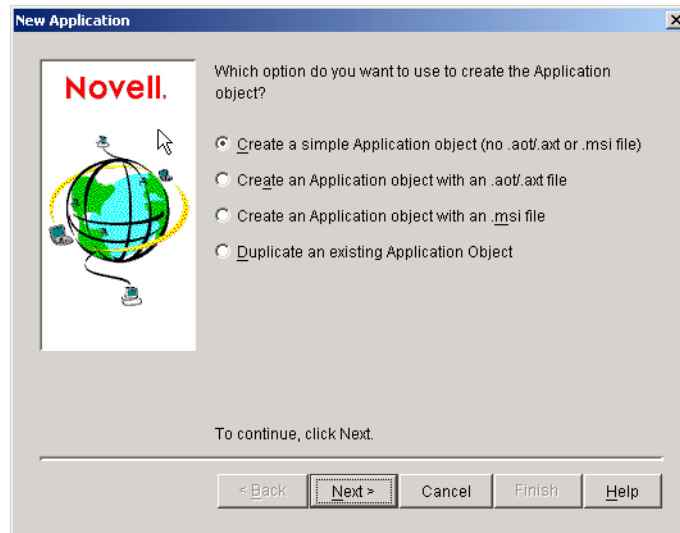 New Application
Novell.
Which option do you want to use to create the Application
object?
Create a simple Application object (no .aot/.axt or .msi file)
Create an Application object with an .aot/.axt file
Create an Application object with an .msi file
Duplicate an existing Application Object
To continue, click Next.
< Back Next > Cancel Finish Help